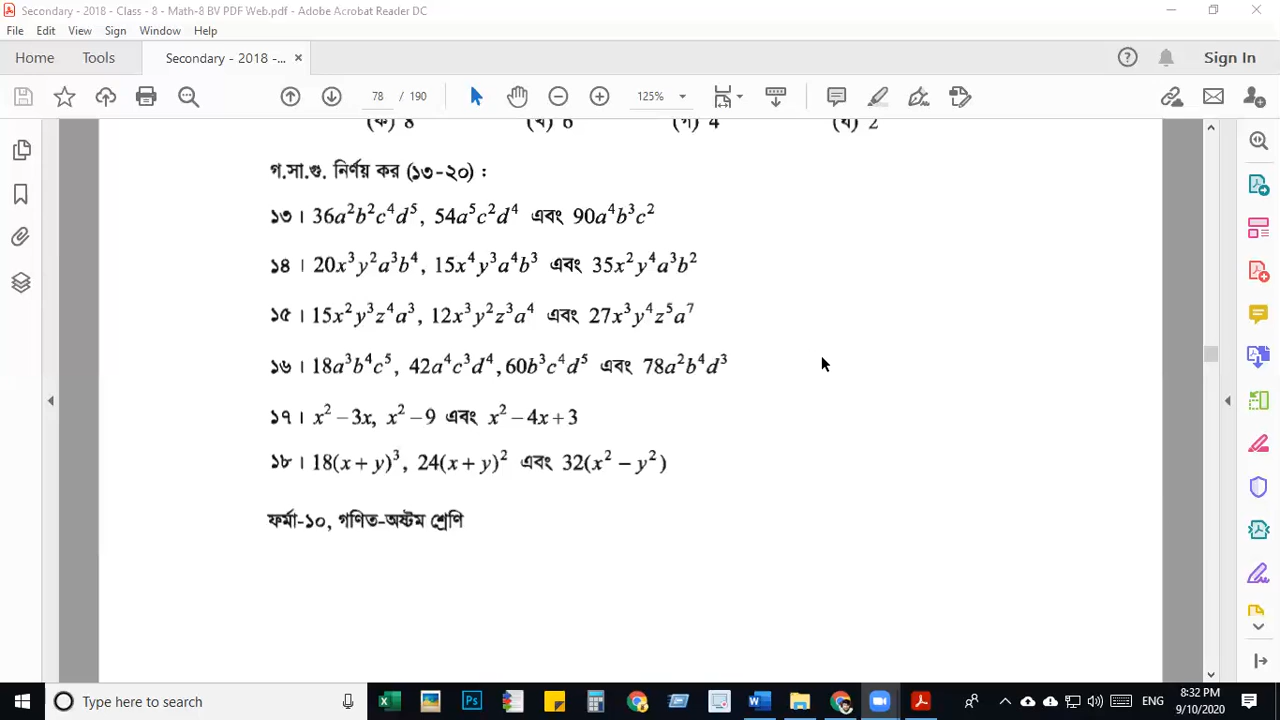 Secondary - 2018 - Class - 8 - Math-8 BV PDF Web.pdf - Adobe Acrobat Reader DC
File Edit View Sign Window Help
Home Tools Secondary - 2018 -... × Sign In
78 / 190 125%
(ক) 8 (খ) 6 (গ) 4 (ঘ) 2
গ.সা.গু. নির্ণয় কর (১৩-২০) :
১৩। 36a²b²c⁴d⁵, 54a⁵c²d⁴ এবং 90a⁴b³c²
১৪। 20x³y²a³b⁴, 15x⁴y³a⁴b³ এবং 35x²y⁴a³b²
১৫। 15x²y³z⁴a³, 12x³y²z³a⁴ এবং 27x³y⁴z⁵a⁷
১৬। 18a³b⁴c⁵, 42a⁴c³d⁴, 60b³c⁴d⁵ এবং 78a²b⁴d³
১৭। x² – 3x, x² – 9 এবং x² – 4x + 3
১৮। 18(x + y)³, 24(x + y)² এবং 32(x² – y²)
ফর্মা-১০, গণিত-অষ্টম শ্রেণি
Type here to search ENG 8:32 PM
9/10/2020